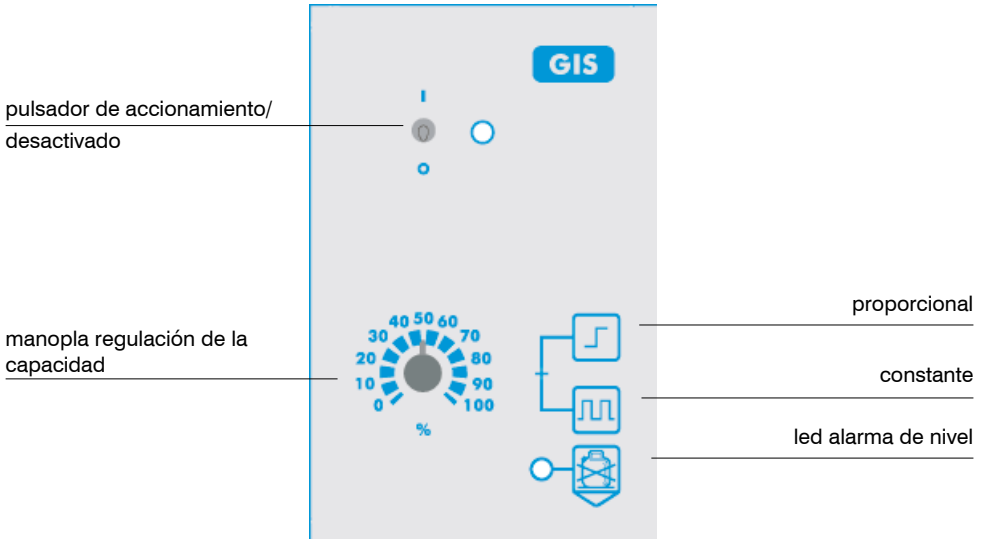 GIS
I
pulsador de accionamiento/
desactivado
O
proporcional
manopla regulación de la
capacidad
0 10 20 30 40 50 60 70 80 90 100
%
constante
led alarma de nivel